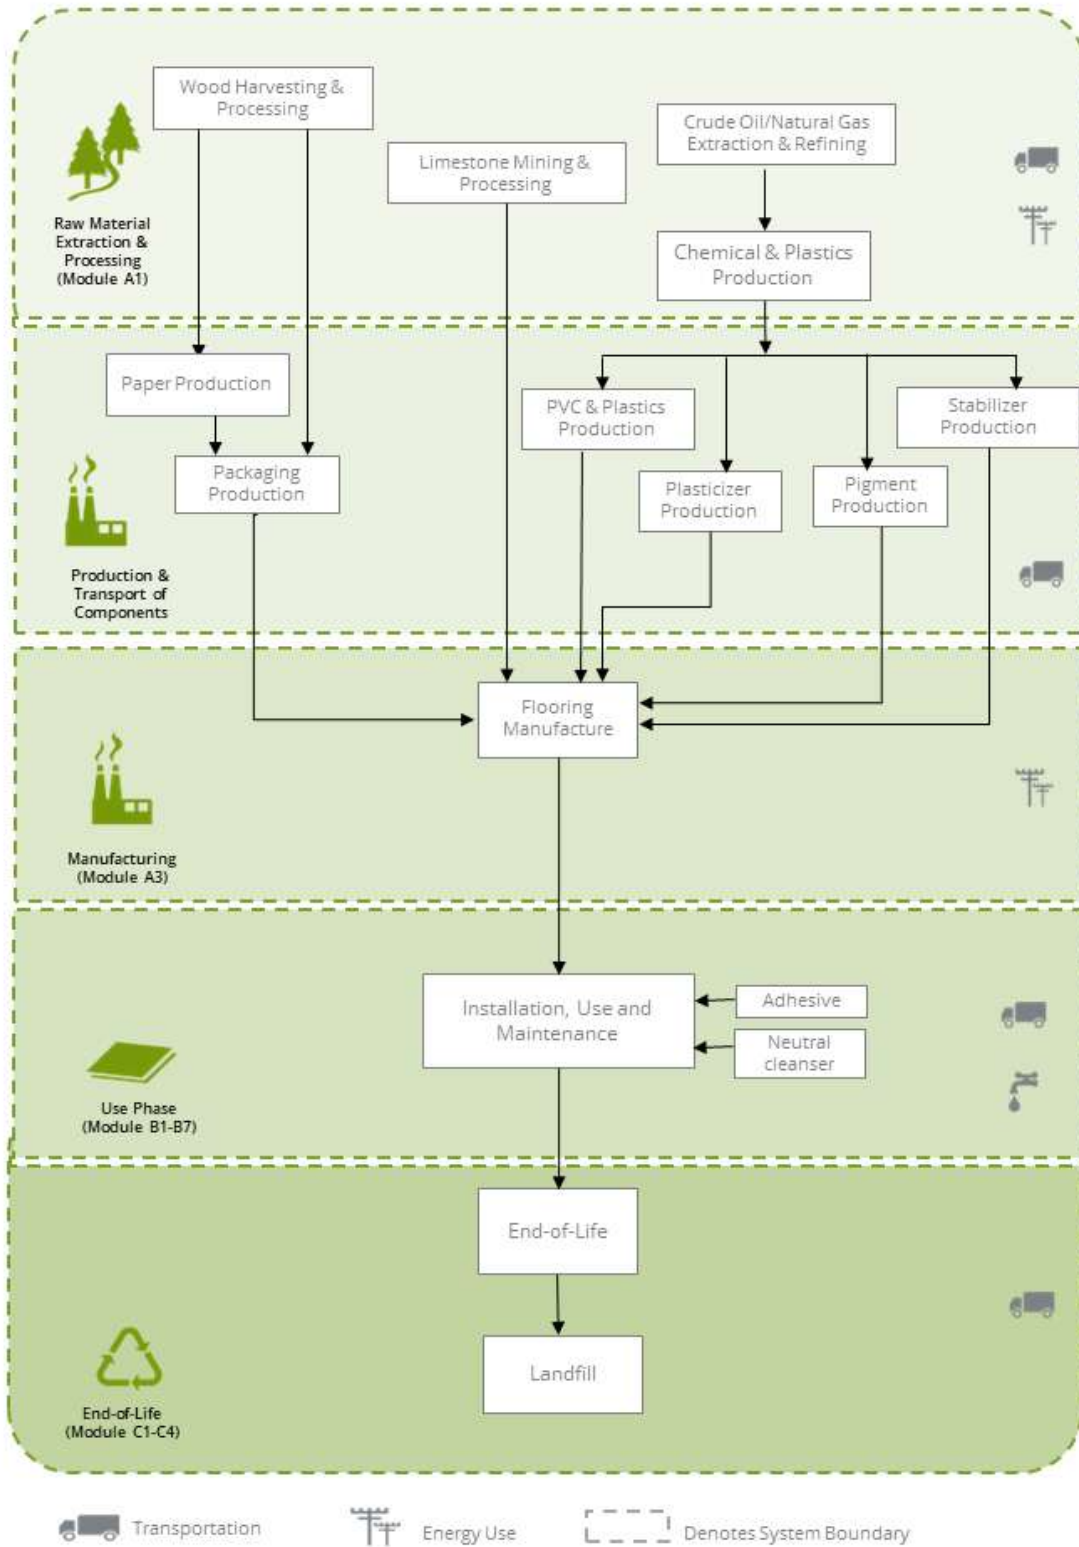 Wood Harvesting &
Processing
Crude Oil/Natural Gas
Extraction & Refining
Limestone Mining &
Processing
Raw Material
Extraction &
Processing
(Module A1)
Chemical & Plastics
Production
Paper Production
PVC & Plastics
Production
Stabilizer
Production
Packaging
Production
Plasticizer
Production
Pigment
Production
Production &
Transport of
Components
Flooring
Manufacture
Manufacturing
(Module A3)
Installation, Use and
Maintenance
Adhesive
Neutral
cleanser
Use Phase
(Module B1-B7)
End-of-Life
Landfill
End-of-Life
(Module C1-C4)
Transportation
Energy Use
Denotes System Boundary